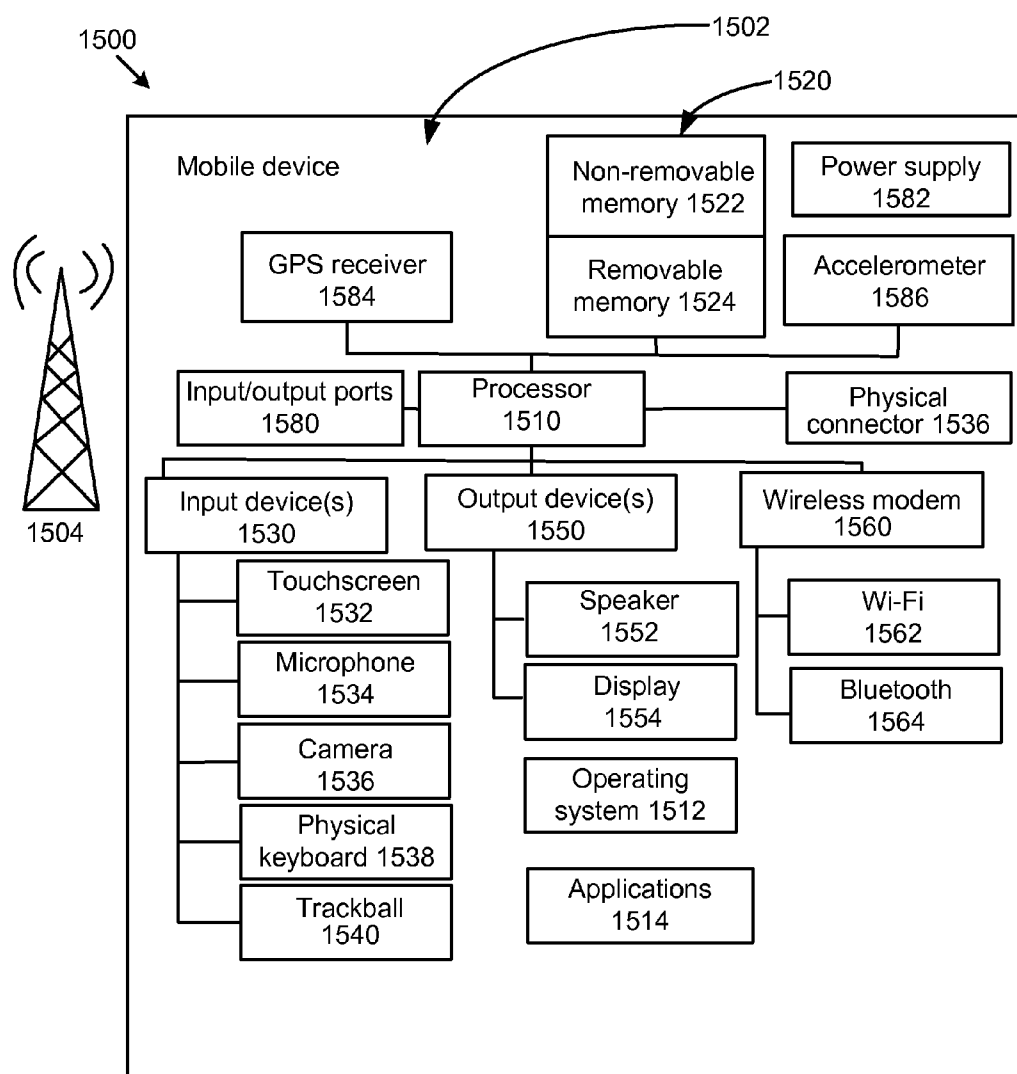 1500
1502
1520
Mobile device
Non-removable
memory 1522
Power supply
1582
GPS receiver
1584
Removable
memory 1524
Accelerometer
1586
Input/output ports
1580
Processor
1510
Physical
connector 1536
1504
Input device(s)
1530
Output device(s)
1550
Wireless modem
1560
Touchscreen
1532
Speaker
1552
Wi-Fi
1562
Microphone
1534
Display
1554
Bluetooth
1564
Camera
1536
Operating
system 1512
Physical
keyboard 1538
Applications
1514
Trackball
1540